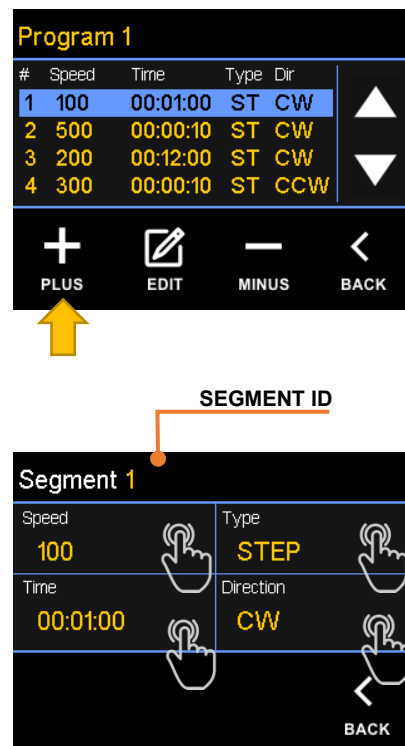 Program 1
# Speed Time Type Dir
1 100 00:01:00 ST CW
2 500 00:00:10 ST CW
3 200 00:12:00 ST CW
4 300 00:00:10 ST CCW
PLUS EDIT MINUS BACK
SEGMENT ID
Segment 1
Speed Type
100 STEP
Time Direction
00:01:00 CW
BACK